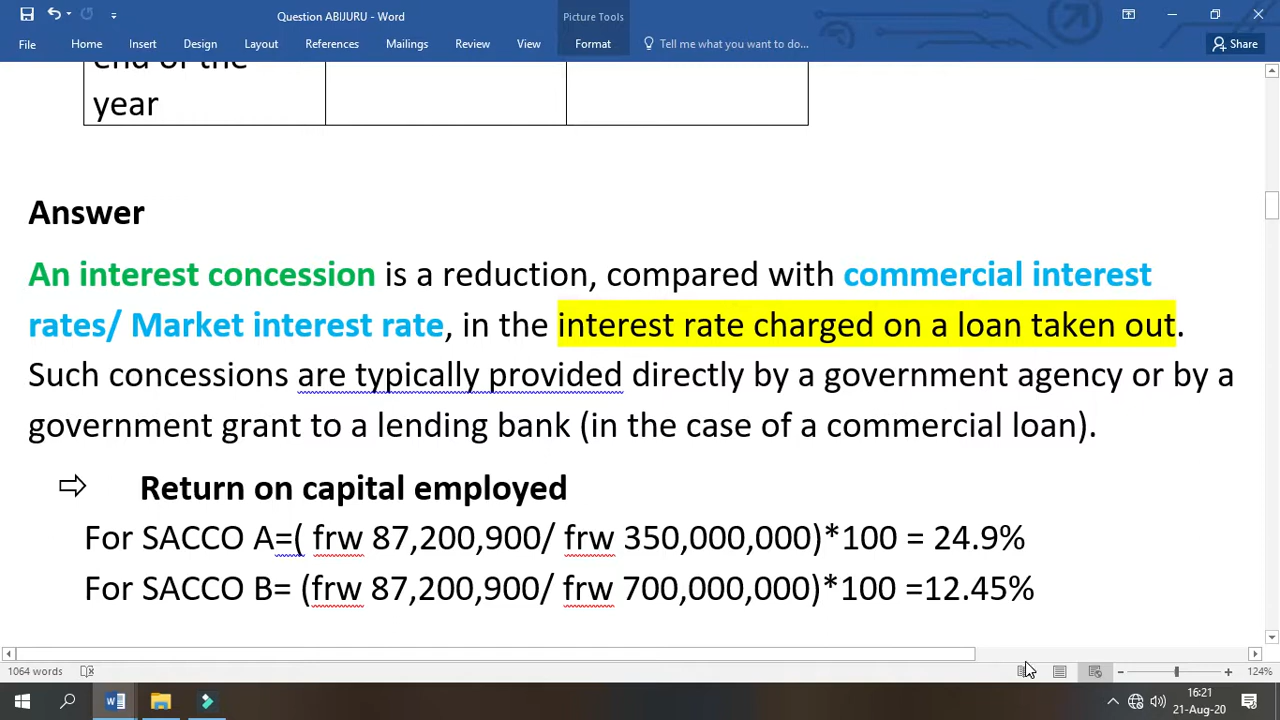 Question ABIJURU - Word
Picture Tools
File Home Insert Design Layout References Mailings Review View Format Tell me what you want to do... Share
end of the
year
Answer
An interest concession is a reduction, compared with commercial interest
rates/ Market interest rate, in the interest rate charged on a loan taken out.
Such concessions are typically provided directly by a government agency or by a
government grant to a lending bank (in the case of a commercial loan).
⇨ Return on capital employed
For SACCO A=( frw 87,200,900/ frw 350,000,000)*100 = 24.9%
For SACCO B= (frw 87,200,900/ frw 700,000,000)*100 =12.45%
1064 words
124%
16:21
21-Aug-20